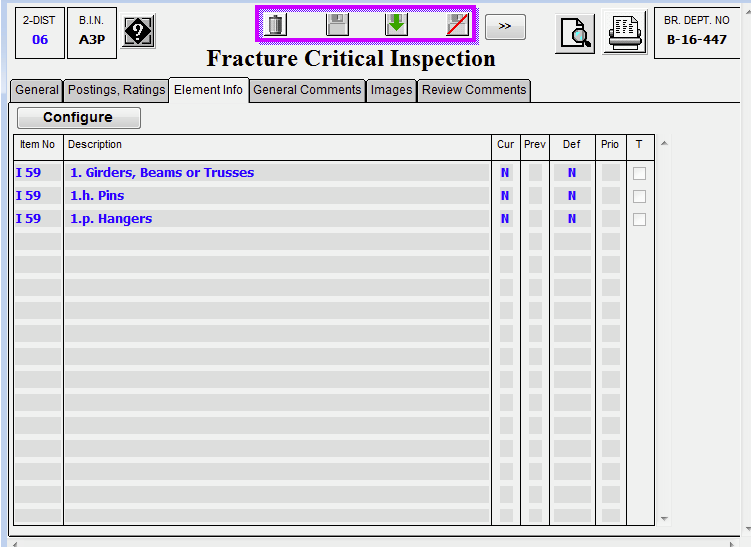 2-DIST
06
B.I.N.
A3P
?
>>
BR. DEPT. NO
B-16-447
Fracture Critical Inspection
General
Postings, Ratings
Element Info
General Comments
Images
Review Comments
Configure
Item No Description Cur Prev Def Prio T
I 59 1. Girders, Beams or Trusses N N
I 59 1.h. Pins N N
I 59 1.p. Hangers N N